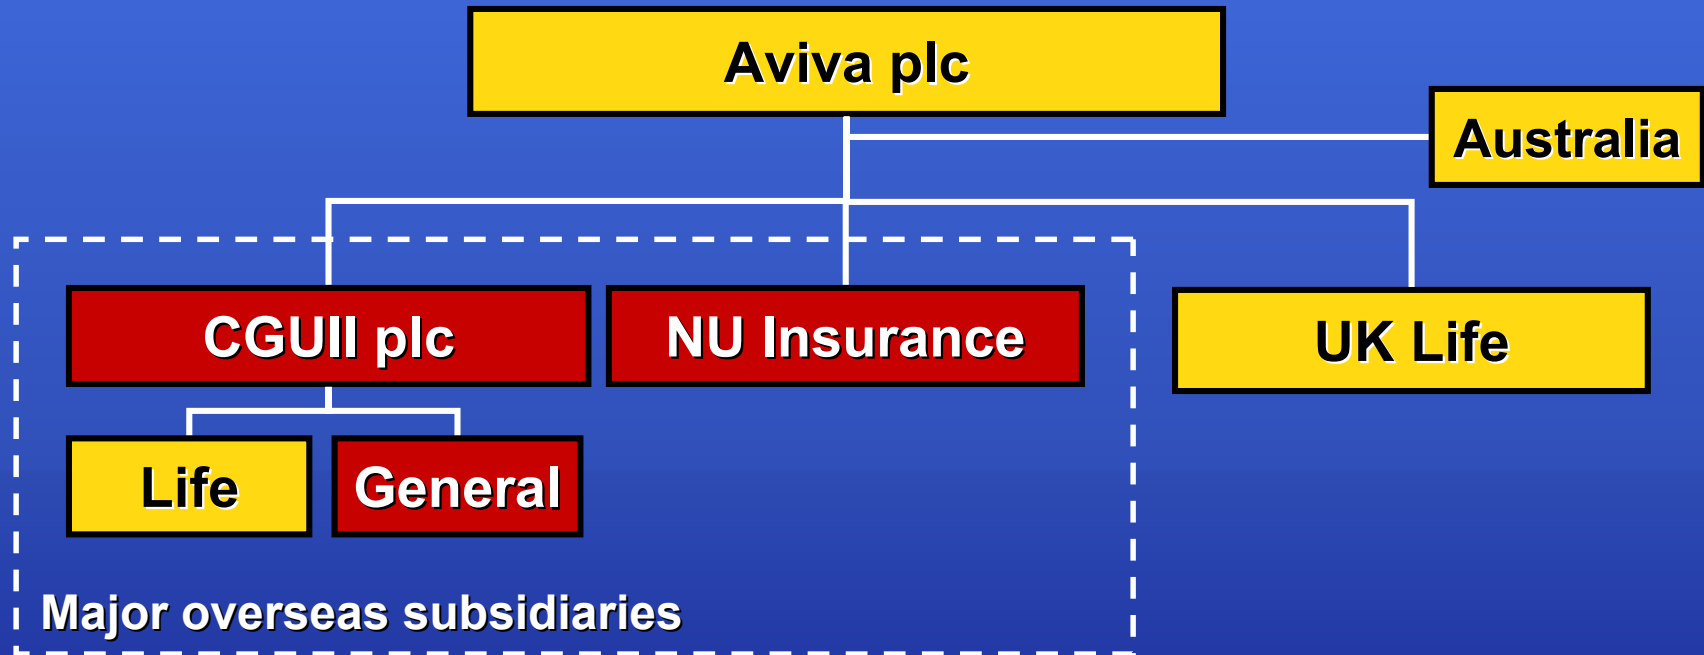 Aviva plc
Australia
CGUII plc
NU Insurance
UK Life
Life
General
Major overseas subsidiaries